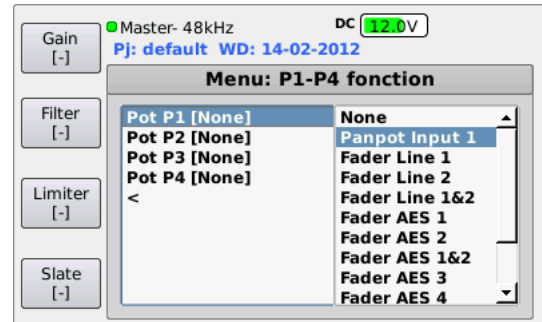 Gain
[-]
Master- 48kHz
DC 12.0V
Pj: default WD: 14-02-2012
Menu: P1-P4 fonction
Filter
[-]
Limiter
[-]
Slate
[-]
Pot P1 [None]
Pot P2 [None]
Pot P3 [None]
Pot P4 [None]
<
None
Panpot Input 1
Fader Line 1
Fader Line 2
Fader Line 1&2
Fader AES 1
Fader AES 2
Fader AES 1&2
Fader AES 3
Fader AES 4